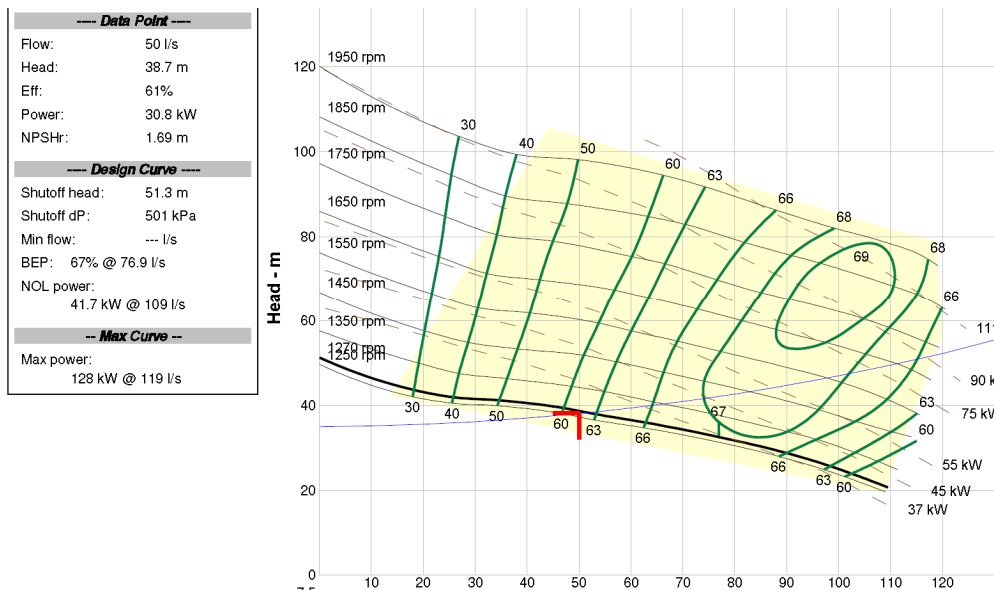 ---- Data Point ----
Flow: 50 l/s
Head: 38.7 m
Eff: 61%
Power: 30.8 kW
NPSHr: 1.69 m
---- Design Curve ----
Shutoff head: 51.3 m
Shutoff dP: 501 kPa
Min flow: --- l/s
BEP: 67% @ 76.9 l/s
NOL power:
41.7 kW @ 109 l/s
-- Max Curve --
Max power:
128 kW @ 119 l/s
Head - m
120
100
80
60
40
20
0
1950 rpm
1850 rpm
1750 rpm
1650 rpm
1550 rpm
1450 rpm
1350 rpm
1270 rpm
1250 rpm
30
40
50
60
63
66
68
69
68
66
63
60
30
40
50
60
63
66
67
66
63
60
90 k
75 kW
55 kW
45 kW
37 kW
10
20
30
40
50
60
70
80
90
100
110
120